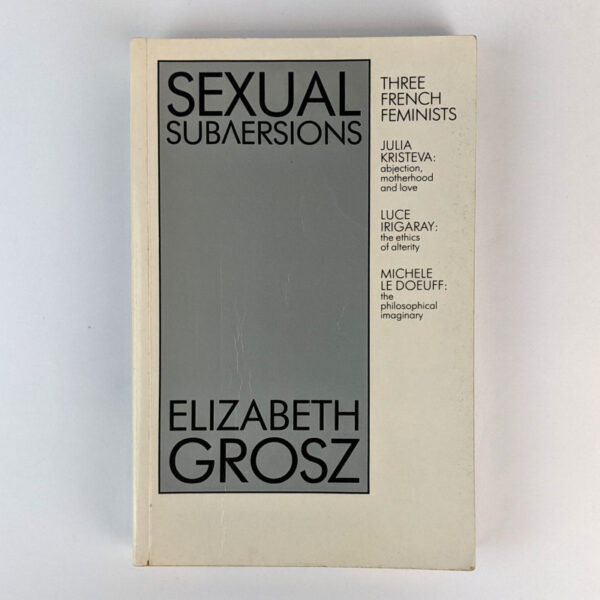 SEXUAL
SUBΛERSIONS
ELIZABETH
GROSZ
THREE
FRENCH
FEMINISTS
JULIA
KRISTEVA:
abjection,
motherhood
and love
LUCE
IRIGARAY:
the ethics
of alterity
MICHELE
LE DOEUFF:
the
philosophical
imaginary